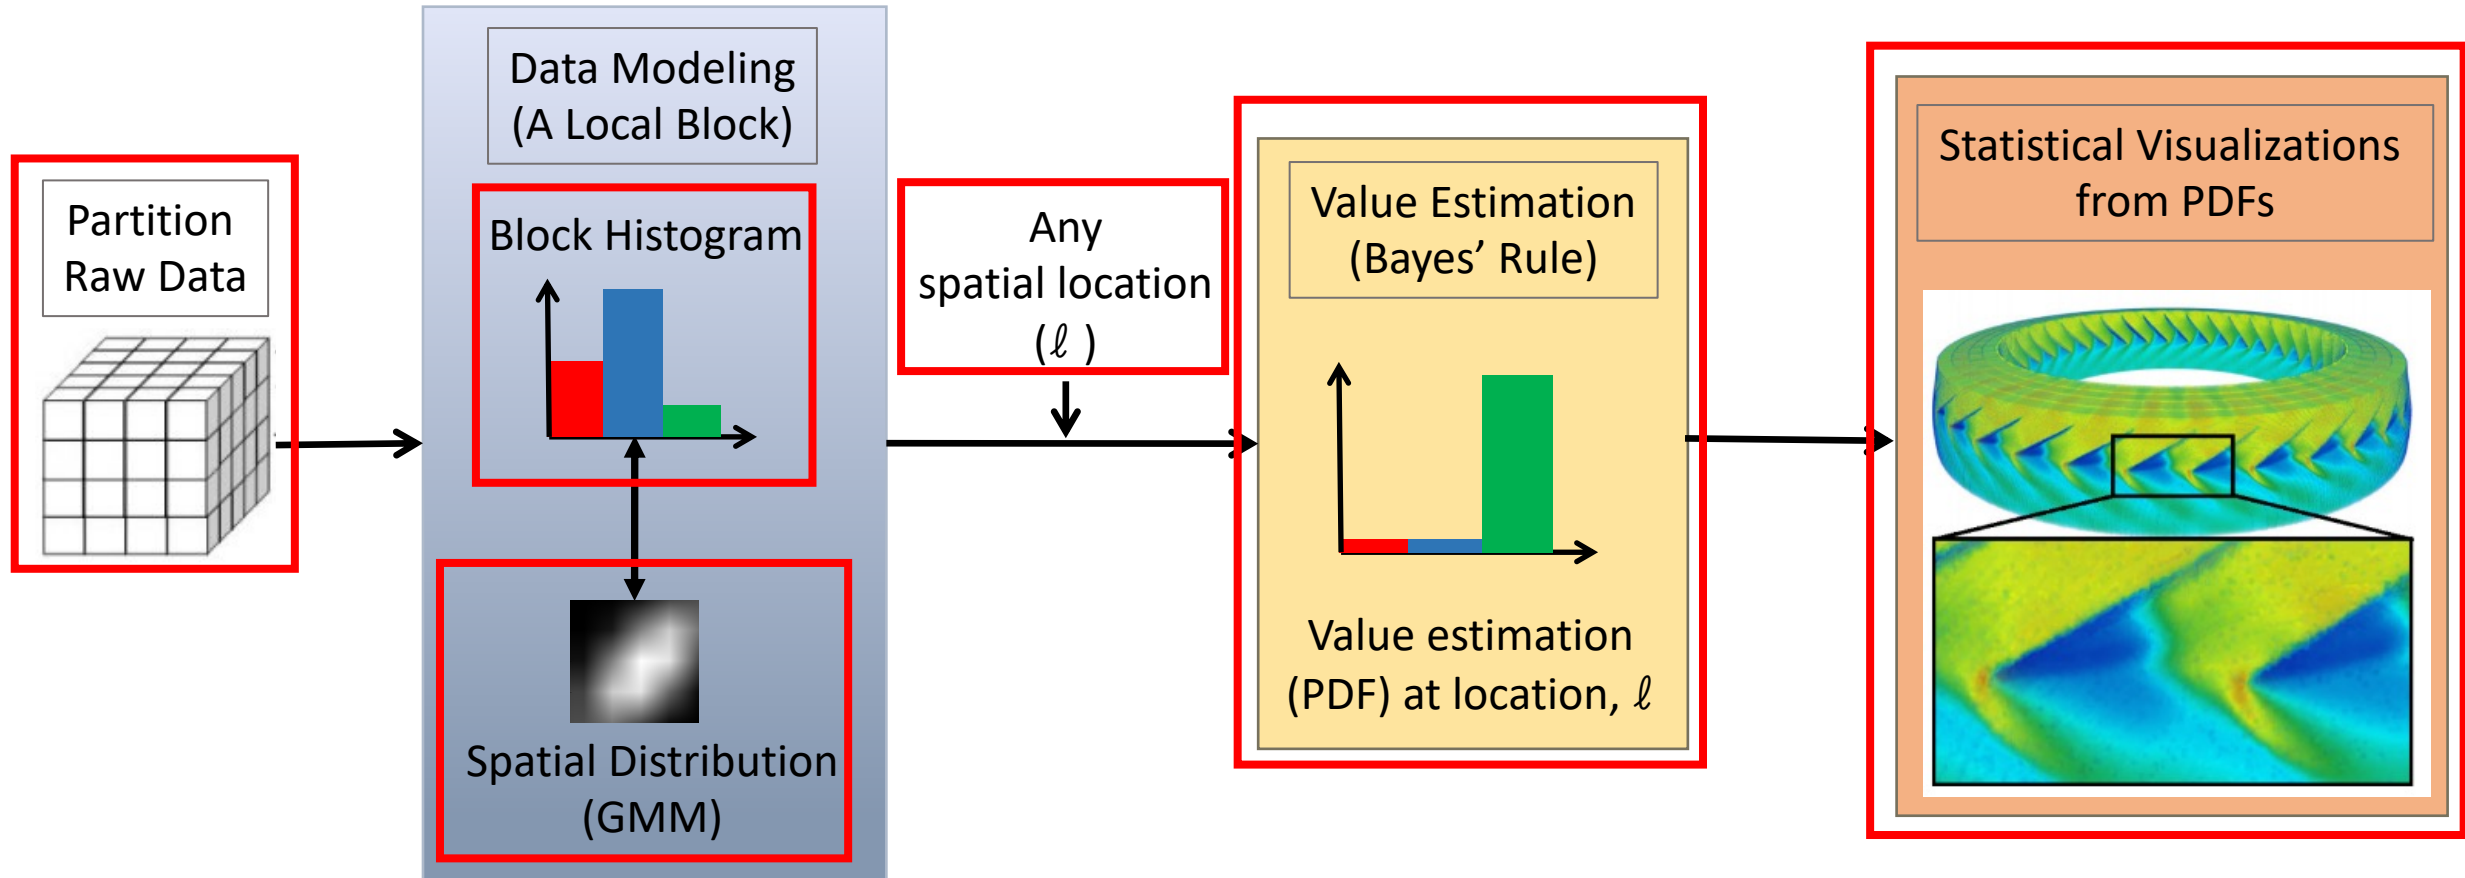 Partition
Raw Data
Data Modeling
(A Local Block)
Block Histogram
Spatial Distribution
(GMM)
Any
spatial location
(ℓ )
Value Estimation
(Bayes’ Rule)
Value estimation
(PDF) at location, ℓ
Statistical Visualizations
from PDFs